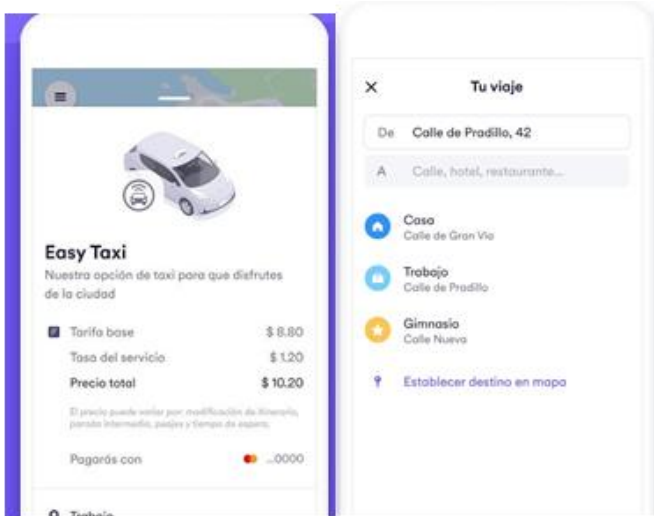 Easy Taxi
Nuestra opción de taxi para que disfrutes
de la ciudad
Tarifa base $ 8.80
Tasa del servicio $ 1.20
Precio total $ 10.20
El precio puede variar por: modificación de itinerario,
parada intermedia, peajes y tiempo de espera.
Pagarás con ...0000
Trabajo
Tu viaje
De Calle de Pradillo, 42
A Calle, hotel, restaurante...
Casa
Calle de Gran Vía
Trabajo
Calle de Pradillo
Gimnasio
Calle Nueva
Establecer destino en mapa